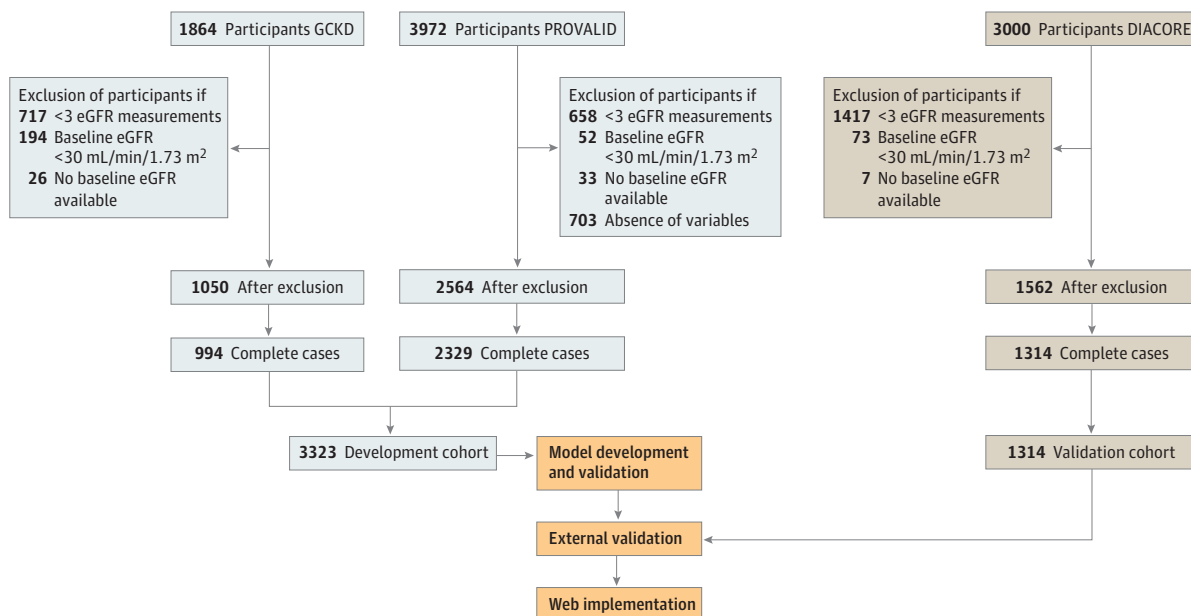 1864 Participants GCKD
3972 Participants PROVALID
3000 Participants DIACORE
Exclusion of participants if
717 <3 eGFR measurements
194 Baseline eGFR
<30 mL/min/1.73 m²
26 No baseline eGFR
available
Exclusion of participants if
658 <3 eGFR measurements
52 Baseline eGFR
<30 mL/min/1.73 m²
33 No baseline eGFR
available
703 Absence of variables
Exclusion of participants if
1417 <3 eGFR measurements
73 Baseline eGFR
<30 mL/min/1.73 m²
7 No baseline eGFR
available
1050 After exclusion
2564 After exclusion
1562 After exclusion
994 Complete cases
2329 Complete cases
1314 Complete cases
3323 Development cohort
Model development
and validation
1314 Validation cohort
External validation
Web implementation